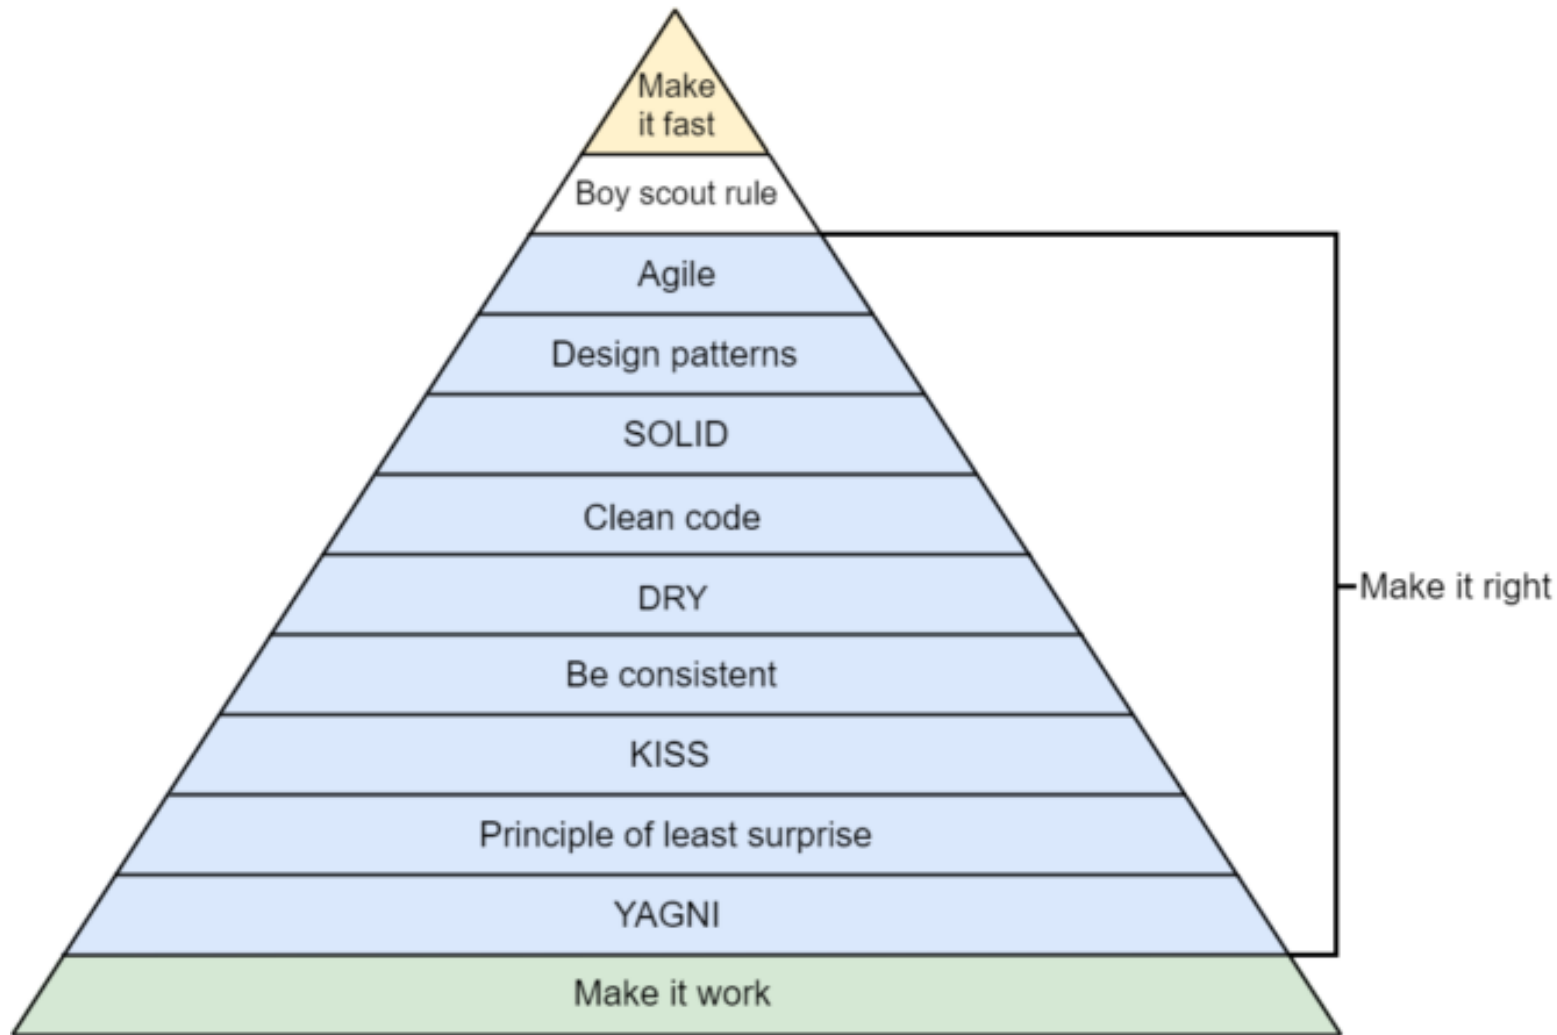 Make
it fast
Boy scout rule
Agile
Design patterns
SOLID
Clean code
DRY
Be consistent
Make it right
KISS
Principle of least surprise
YAGNI
Make it work